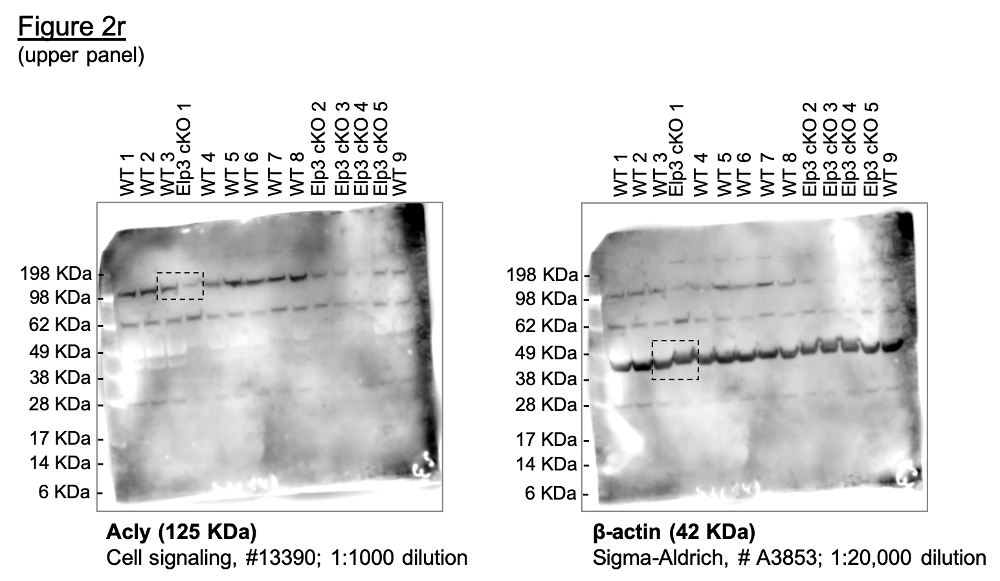 Figure 2r
(upper panel)
WT 1
WT 2
WT 3
Elp3 cKO 1
WT 4
WT 5
WT 6
WT 7
WT 8
Elp3 cKO 2
Elp3 cKO 3
Elp3 cKO 4
Elp3 cKO 5
WT 9
198 KDa
98 KDa
62 KDa
49 KDa
38 KDa
28 KDa
17 KDa
14 KDa
6 KDa
Acly (125 KDa)
Cell signaling, #13390; 1:1000 dilution
WT 1
WT 2
WT 3
Elp3 cKO 1
WT 4
WT 5
WT 6
WT 7
WT 8
Elp3 cKO 2
Elp3 cKO 3
Elp3 cKO 4
Elp3 cKO 5
WT 9
198 KDa
98 KDa
62 KDa
49 KDa
38 KDa
28 KDa
17 KDa
14 KDa
6 KDa
β-actin (42 KDa)
Sigma-Aldrich, # A3853; 1:20,000 dilution